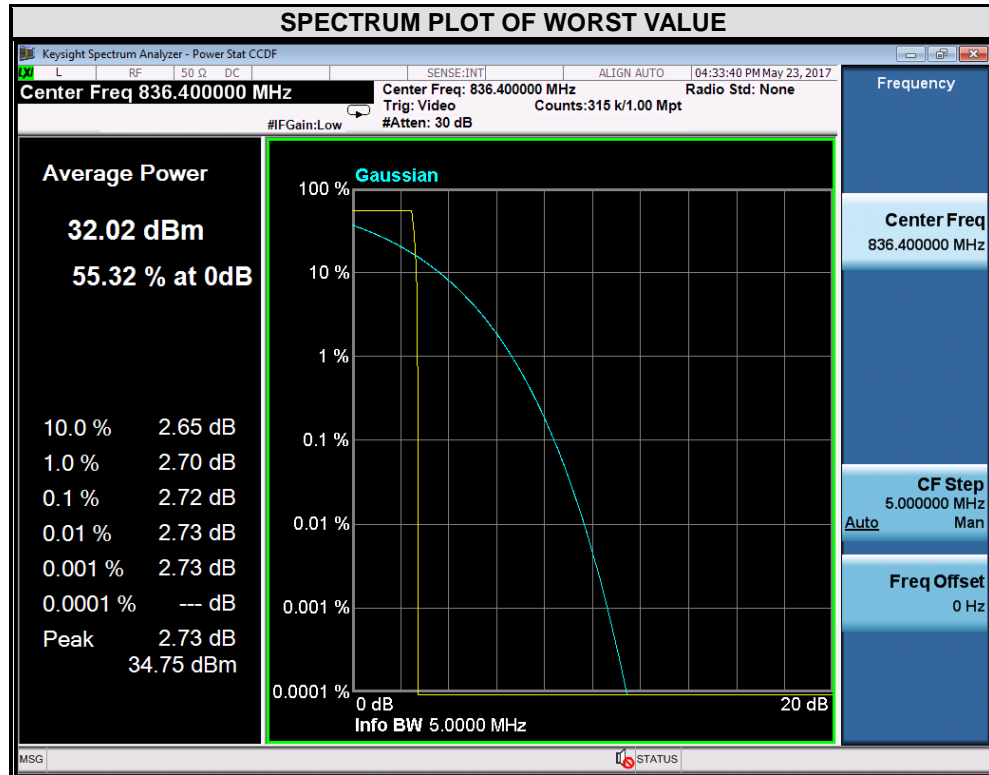 SPECTRUM PLOT OF WORST VALUE
Keysight Spectrum Analyzer - Power Stat CCDF
LXI L RF 50 Ω DC SENSE:INT ALIGN AUTO 04:33:40 PM May 23, 2017
Center Freq 836.400000 MHz
Center Freq: 836.400000 MHz Radio Std: None
Trig: Video Counts:315 k/1.00 Mpt
#IFGain:Low #Atten: 30 dB
Frequency
Average Power
32.02 dBm
55.32 % at 0dB
10.0 % 2.65 dB
1.0 % 2.70 dB
0.1 % 2.72 dB
0.01 % 2.73 dB
0.001 % 2.73 dB
0.0001 % --- dB
Peak 2.73 dB
34.75 dBm
Gaussian
100 %
10 %
1 %
0.1 %
0.01 %
0.001 %
0.0001 %
0 dB 20 dB
Info BW 5.0000 MHz
Center Freq
836.400000 MHz
CF Step
5.000000 MHz
Auto Man
Freq Offset
0 Hz
MSG STATUS